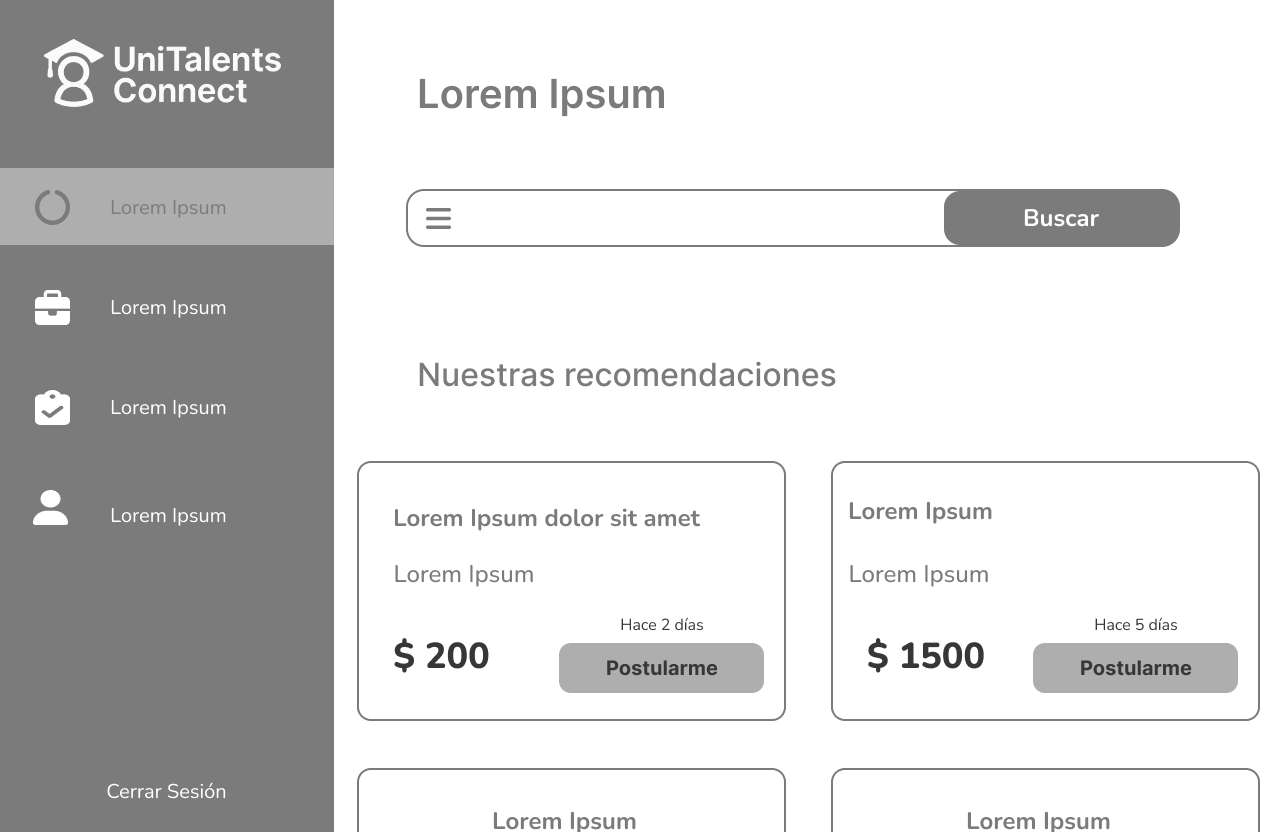 UniTalents
Connect
Lorem Ipsum
Lorem Ipsum
Lorem Ipsum
Lorem Ipsum
Cerrar Sesión
Lorem Ipsum
Buscar
Nuestras recomendaciones
Lorem Ipsum dolor sit amet
Lorem Ipsum
Hace 2 días
$ 200
Postularme
Lorem Ipsum
Lorem Ipsum
Hace 5 días
$ 1500
Postularme
Lorem Ipsum
Lorem Ipsum